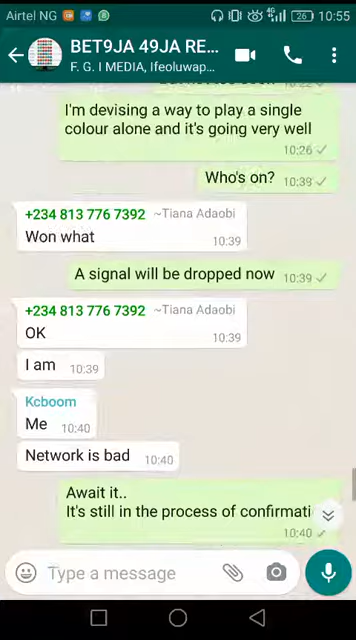 Airtel NG 26 10:55
BET9JA 49JA RE...
F. G. I MEDIA, Ifeoluwap...
10:22
I'm devising a way to play a single
colour alone and it's going very well
10:26
Who's on? 10:39
+234 813 776 7392 ~Tiana Adaobi
Won what 10:39
A signal will be dropped now 10:39
+234 813 776 7392 ~Tiana Adaobi
OK 10:39
I am 10:39
Kcboom
Me 10:40
Network is bad 10:40
Await it..
It's still in the process of confirmati
10:40
Type a message